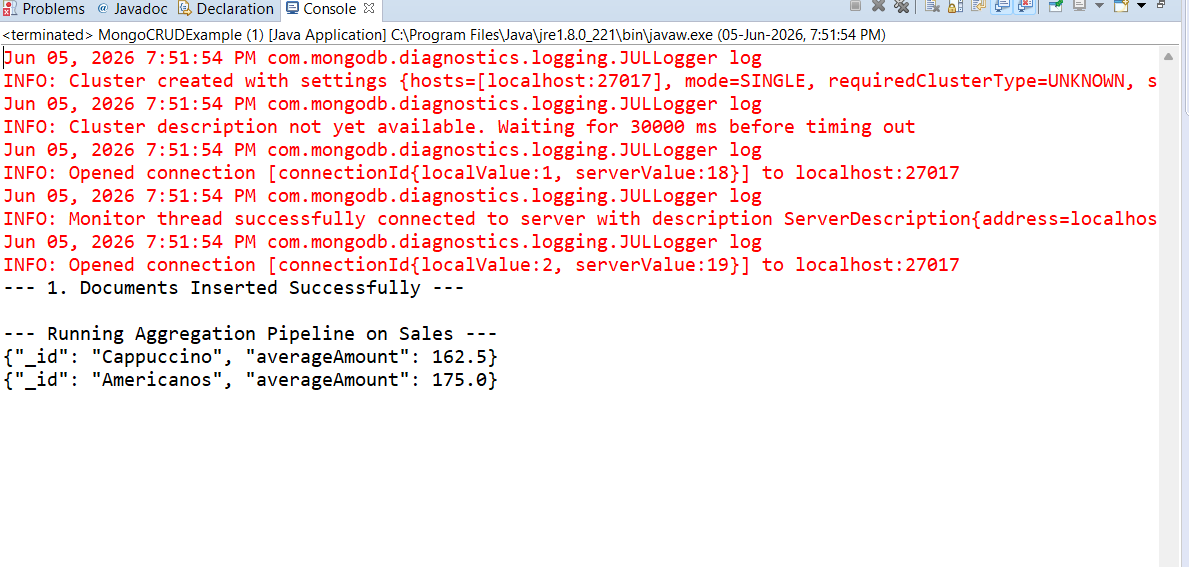 Problems @ Javadoc Declaration Console
<terminated> MongoCRUDExample (1) [Java Application] C:\Program Files\Java\jre1.8.0_221\bin\javaw.exe (05-Jun-2026, 7:51:54 PM)
Jun 05, 2026 7:51:54 PM com.mongodb.diagnostics.logging.JULLogger log
INFO: Cluster created with settings {hosts=[localhost:27017], mode=SINGLE, requiredClusterType=UNKNOWN, s
Jun 05, 2026 7:51:54 PM com.mongodb.diagnostics.logging.JULLogger log
INFO: Cluster description not yet available. Waiting for 30000 ms before timing out
Jun 05, 2026 7:51:54 PM com.mongodb.diagnostics.logging.JULLogger log
INFO: Opened connection [connectionId{localValue:1, serverValue:18}] to localhost:27017
Jun 05, 2026 7:51:54 PM com.mongodb.diagnostics.logging.JULLogger log
INFO: Monitor thread successfully connected to server with description ServerDescription{address=localhos
Jun 05, 2026 7:51:54 PM com.mongodb.diagnostics.logging.JULLogger log
INFO: Opened connection [connectionId{localValue:2, serverValue:19}] to localhost:27017
--- 1. Documents Inserted Successfully ---
--- Running Aggregation Pipeline on Sales ---
{"_id": "Cappuccino", "averageAmount": 162.5}
{"_id": "Americanos", "averageAmount": 175.0}